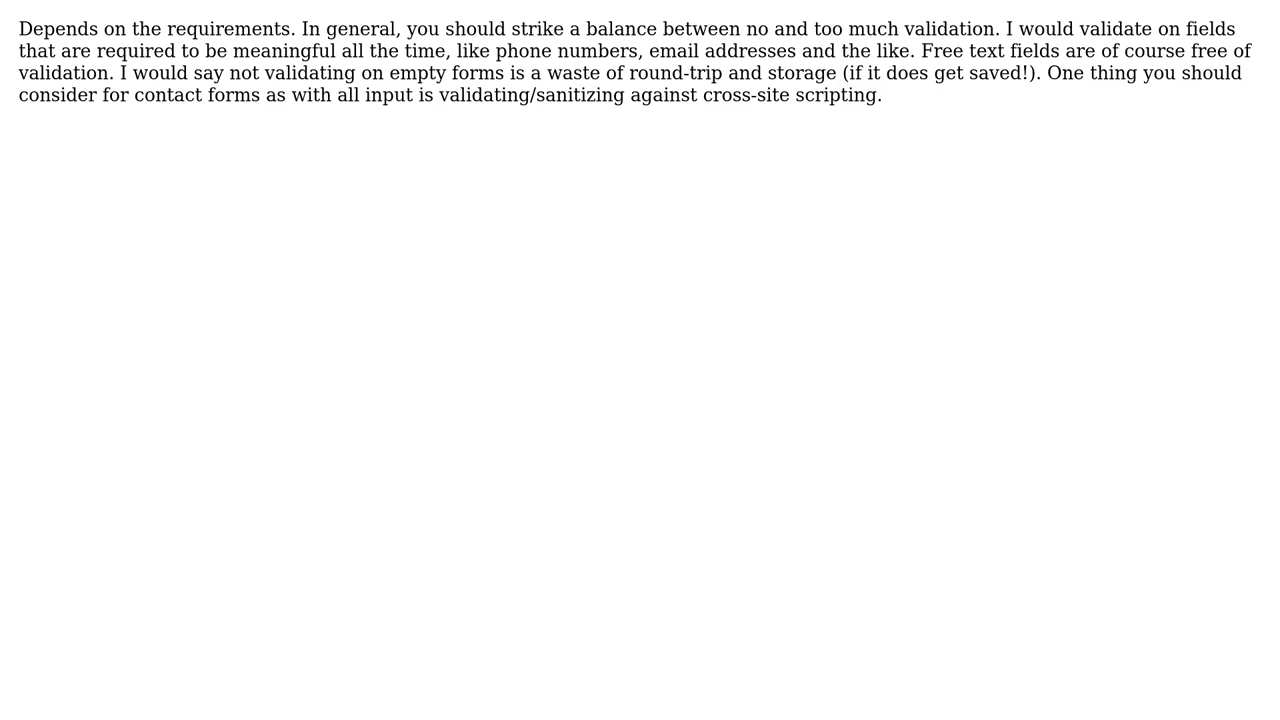 Depends on the requirements. In general, you should strike a balance between no and too much validation. I would validate on fields
that are required to be meaningful all the time, like phone numbers, email addresses and the like. Free text fields are of course free of
validation. I would say not validating on empty forms is a waste of round-trip and storage (if it does get saved!). One thing you should
consider for contact forms as with all input is validating/sanitizing against cross-site scripting.